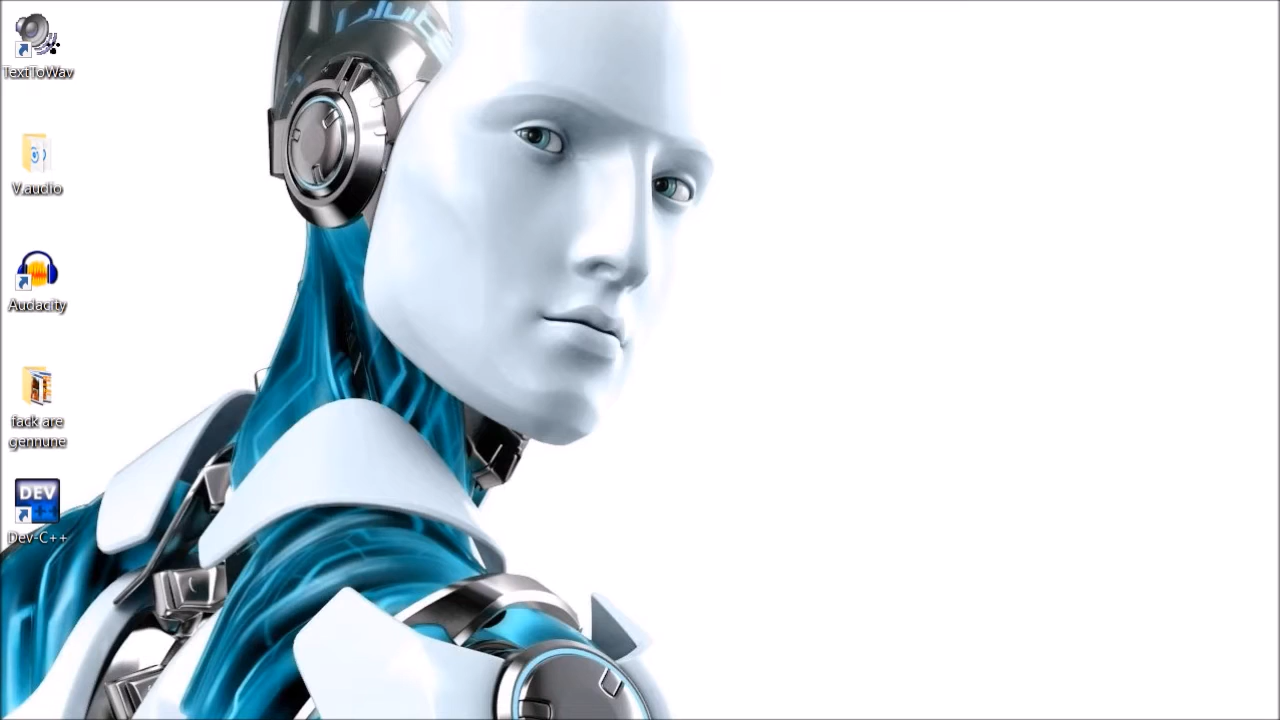 TextToWav
V.audio
Audacity
fack are
gennune
DEV
Dev-C++